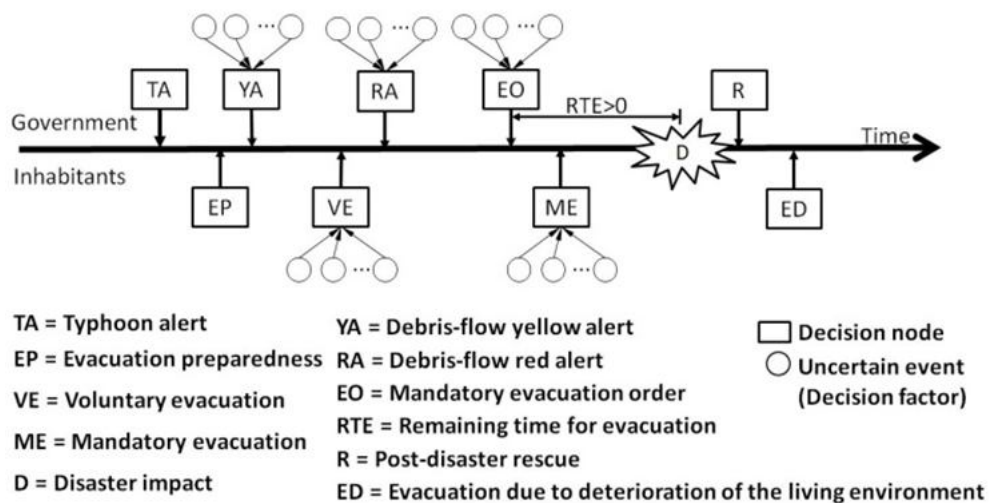 TA YA ... RA ... EO ... R
Government RTE>0 Time
D
Inhabitants
EP VE ME ED
... ...
TA = Typhoon alert
EP = Evacuation preparedness
VE = Voluntary evacuation
ME = Mandatory evacuation
D = Disaster impact
YA = Debris-flow yellow alert
RA = Debris-flow red alert
EO = Mandatory evacuation order
RTE = Remaining time for evacuation
R = Post-disaster rescue
ED = Evacuation due to deterioration of the living environment
Decision node
Uncertain event
(Decision factor)